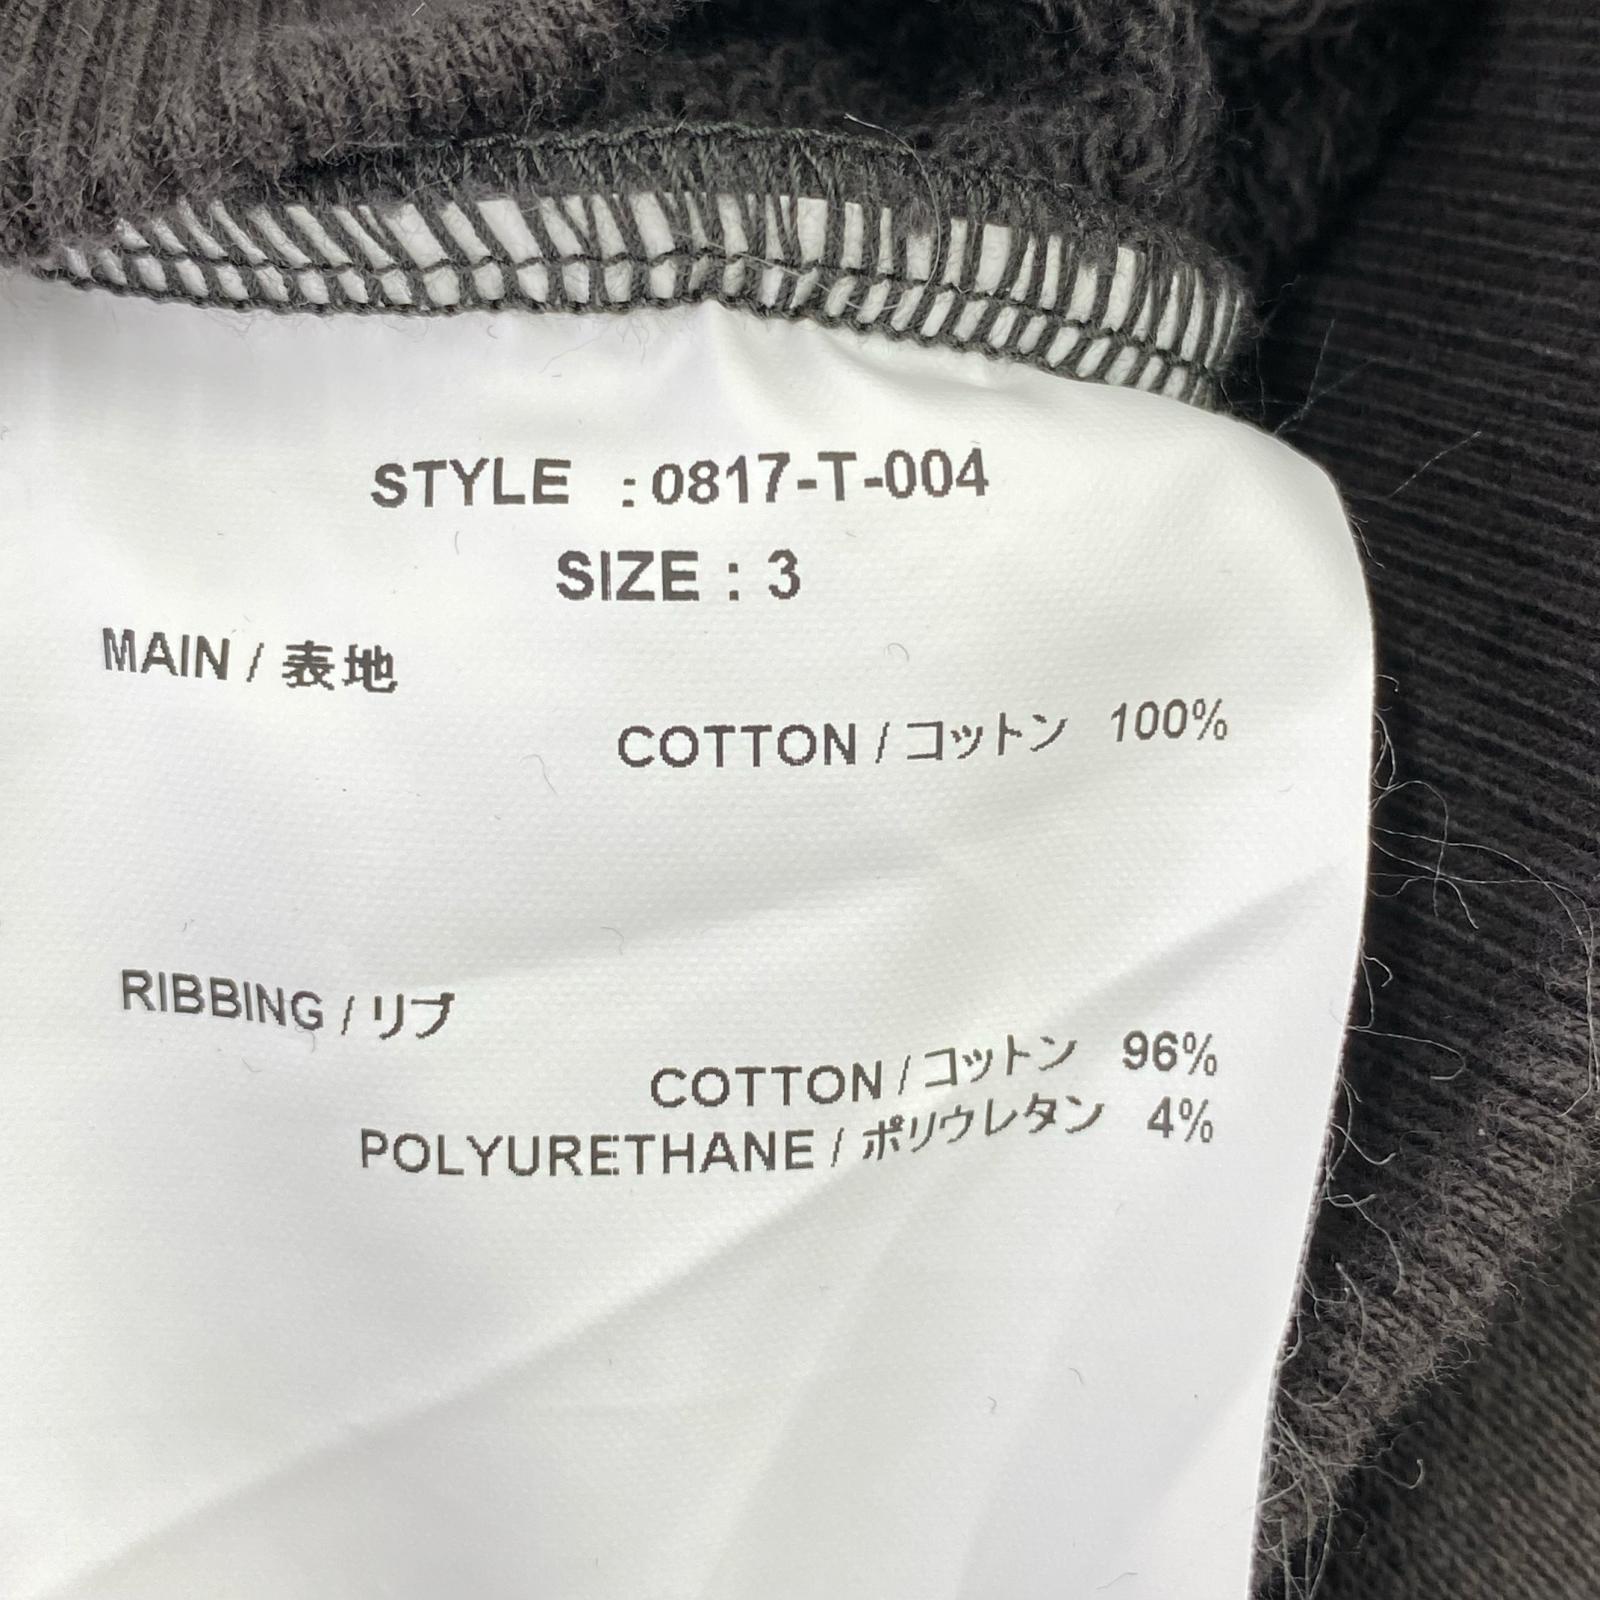 STYLE : 0817-T-004
SIZE : 3
MAIN / 表地
COTTON / コットン 100%
RIBBING / リブ
COTTON / コットン 96%
POLYURETHANE / ポリウレタン 4%